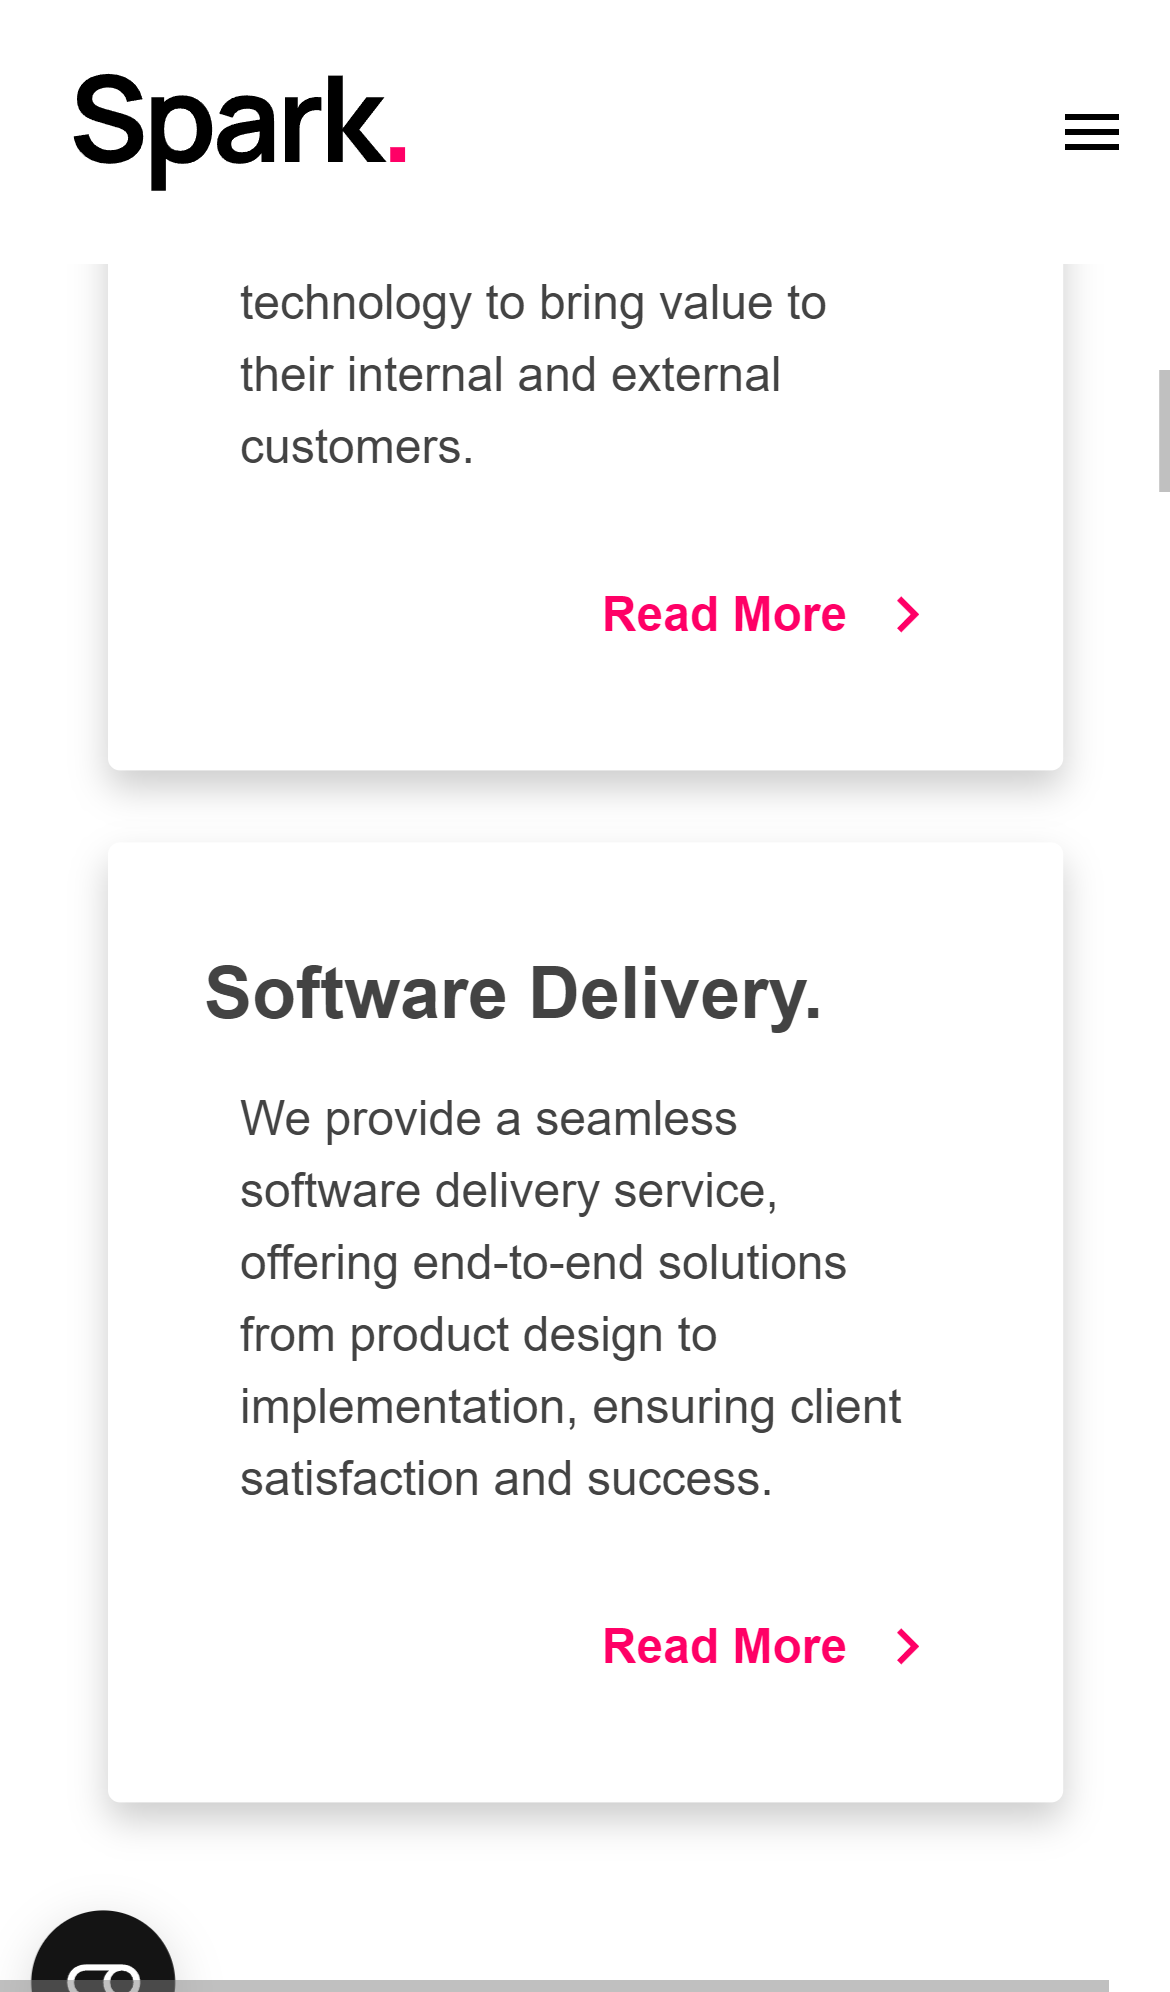 Spark.
technology to bring value to
their internal and external
customers.
Read More
Software Delivery.
We provide a seamless
software delivery service,
offering end-to-end solutions
from product design to
implementation, ensuring client
satisfaction and success.
Read More